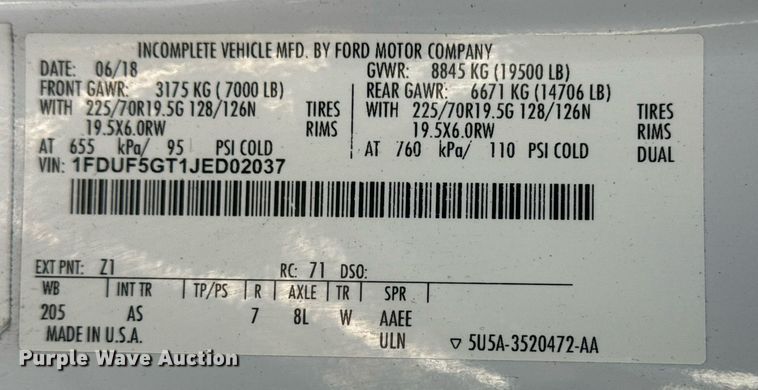 INCOMPLETE VEHICLE MFD. BY FORD MOTOR COMPANY
DATE: 06/18 GVWR: 8845 KG (19500 LB)
FRONT GAWR: 3175 KG ( 7000 LB) REAR GAWR: 6671 KG (14706 LB)
WITH 225/70R19.5G 128/126N TIRES WITH 225/70R19.5G 128/126N TIRES
19.5X6.0RW RIMS 19.5X6.0RW RIMS
AT 655 kPa/ 95 PSI COLD AT 760 kPa/ 110 PSI COLD DUAL
VIN: 1FDUF5GT1JED02037
EXT PNT: Z1 RC: 71 DSO:
WB INT TR TP/PS R AXLE TR SPR
205 AS 7 8L W AAEE
MADE IN U.S.A. ULN ▽ 5U5A-3520472-AA
Purple Wave Auction